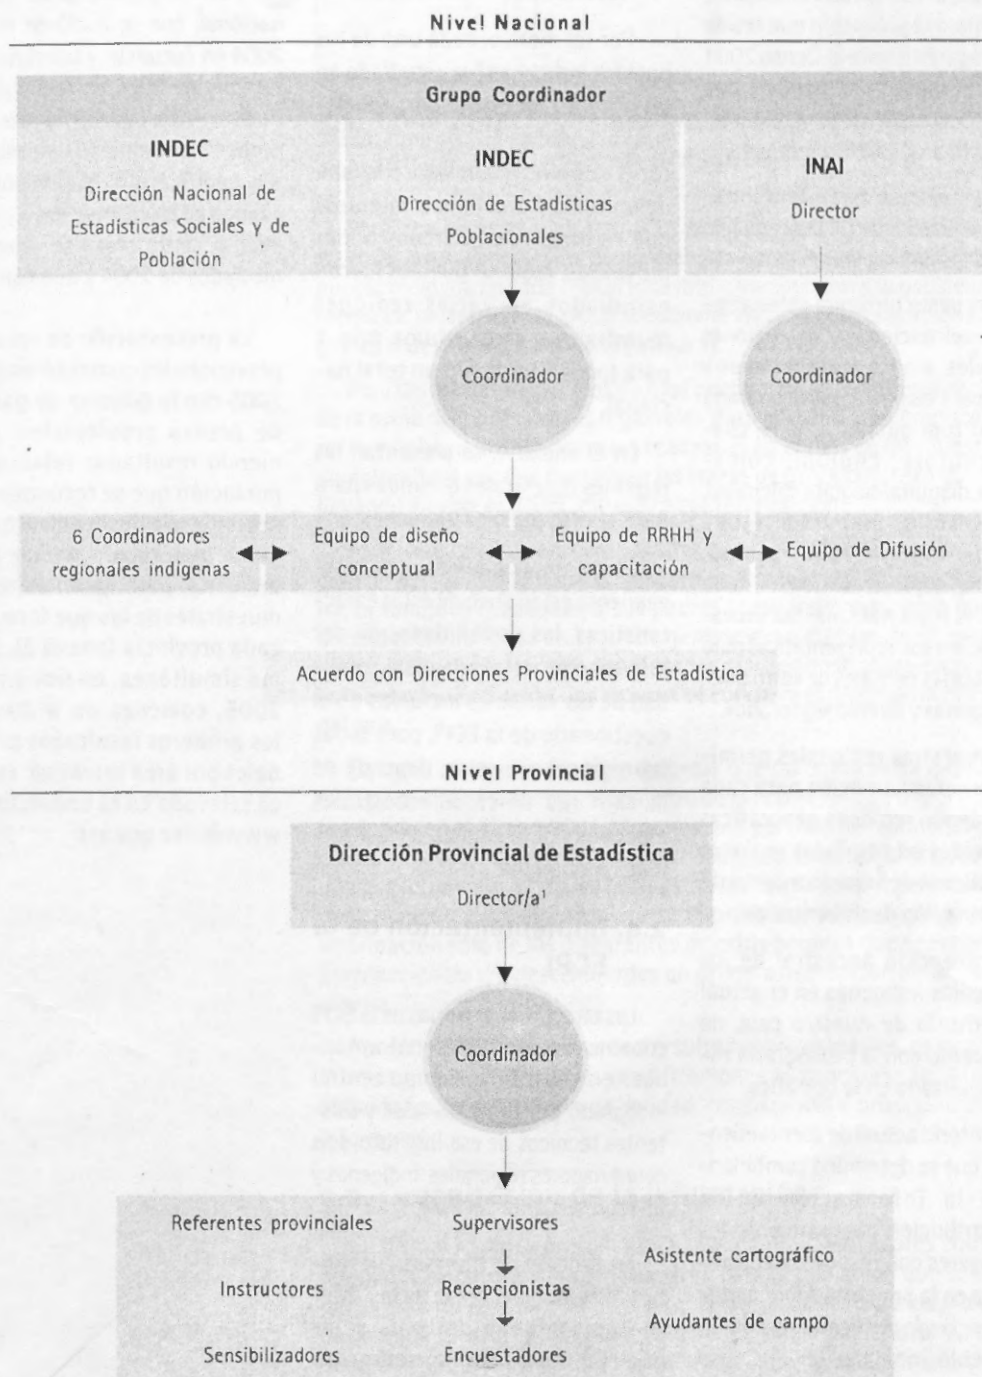 Nivel Nacional
Grupo Coordinador
INDEC
Dirección Nacional de
Estadísticas Sociales y de
Población
INDEC
Dirección de Estadísticas
Poblacionales
INAI
Director
Coordinador
Coordinador
6 Coordinadores
regionales indígenas
Equipo de diseño
conceptual
Equipo de RRHH y
capacitación
Equipo de Difusión
Acuerdo con Direcciones Provinciales de Estadística
Nivel Provincial
Dirección Provincial de Estadística
Director/a¹
Coordinador
Referentes provinciales
Instructores
Sensibilizadores
Supervisores
Recepcionistas
Encuestadores
Asistente cartográfico
Ayudantes de campo